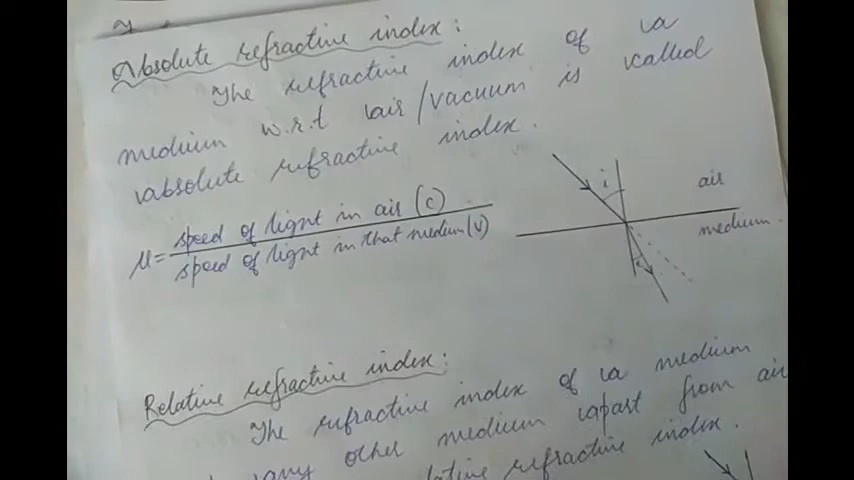 Absolute refractive index:
The refractive index of a
medium w.r.t air/vacuum is called
absolute refractive index.
i
air
μ = speed of light in air (c)
speed of light in that medium (v)
medium.
Relative refractive index:
The refractive index of a medium
any other medium apart from air
refractive index.